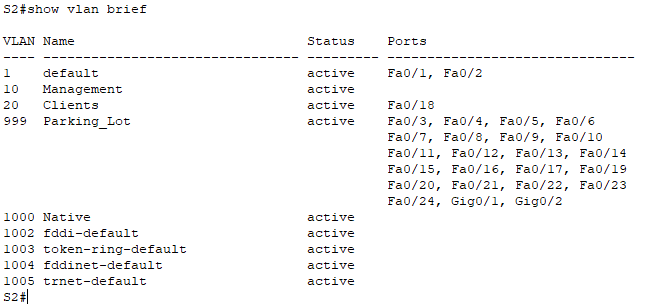 S2#show vlan brief
VLAN Name                             Status    Ports
---- -------------------------------- --------- -------------------------------
1    default                          active    Fa0/1, Fa0/2
10   Management                       active
20   Clients                          active    Fa0/18
999  Parking_Lot                      active    Fa0/3, Fa0/4, Fa0/5, Fa0/6
                                                Fa0/7, Fa0/8, Fa0/9, Fa0/10
                                                Fa0/11, Fa0/12, Fa0/13, Fa0/14
                                                Fa0/15, Fa0/16, Fa0/17, Fa0/19
                                                Fa0/20, Fa0/21, Fa0/22, Fa0/23
                                                Fa0/24, Gig0/1, Gig0/2
1000 Native                           active
1002 fddi-default                     active
1003 token-ring-default               active
1004 fddinet-default                  active
1005 trnet-default                    active
S2#